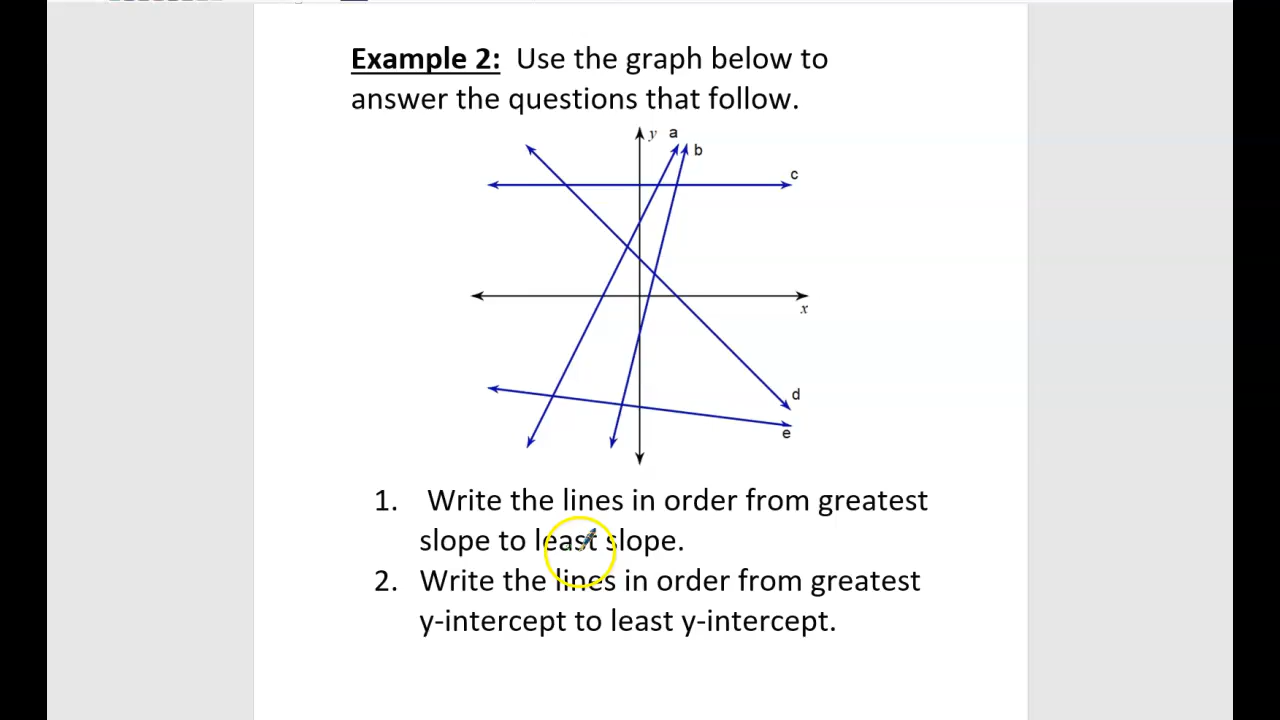 Example 2: Use the graph below to
answer the questions that follow.
y
a
b
c
x
d
e
1. Write the lines in order from greatest
slope to least slope.
2. Write the lines in order from greatest
y-intercept to least y-intercept.